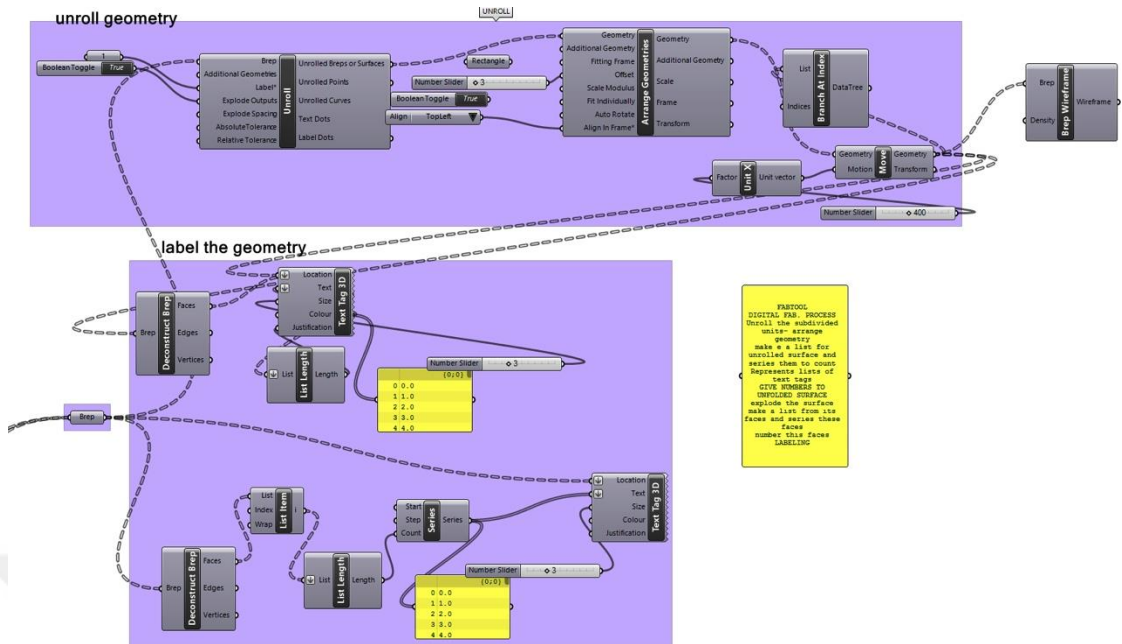 UNROLL
unroll geometry
1
Boolean Toggle True
Brep
Additional Geometries
Label*
Explode Outputs
Explode Spacing
Absolute Tolerance
Relative Tolerance
Unroll
Unrolled Breps or Surfaces
Unrolled Points
Unrolled Curves
Text Dots
Label Dots
Rectangle
Number Slider 3
Boolean Toggle True
Align TopLeft
Geometry
Additional Geometry
Fitting Frame
Offset
Scale Modulus
Fit Individually
Auto Rotate
Align In Frame*
Arrange Geometries
Geometry
Additional Geometry
Scale
Frame
Transform
List
Indices
Branch At Index
DataTree
Brep
Density
Brep Wireframe
Wireframe
Factor
Unit X
Unit vector
Geometry
Motion
Move
Geometry
Transform
Number Slider 400
label the geometry
Brep
Deconstruct Brep
Faces
Edges
Vertices
Location
Text
Size
Colour
Justification
Text Tag 3D
List
List Length
Length
Number Slider 3
{0;0}
0 0.0
1 1.0
2 2.0
3 3.0
4 4.0
Brep
List
Index
Wrap
List Item
i
Brep
Deconstruct Brep
Faces
Edges
Vertices
List
List Length
Length
Start
Step
Count
Series
Series
Location
Text
Size
Colour
Justification
Text Tag 3D
Number Slider 3
{0;0}
0 0.0
1 1.0
2 2.0
3 3.0
4 4.0
FABTOOL
DIGITAL FAB. PROCESS
Unroll the subdivided
units- arrange
geometry
mak e a list for
unrolled surface and
series them to count
Represents lists of
text tags
GIVE NUMBERS TO
UNFOLDED SURFACE
explode the surface
make a list from its
faces and series these
faces
number this faces
LABELING